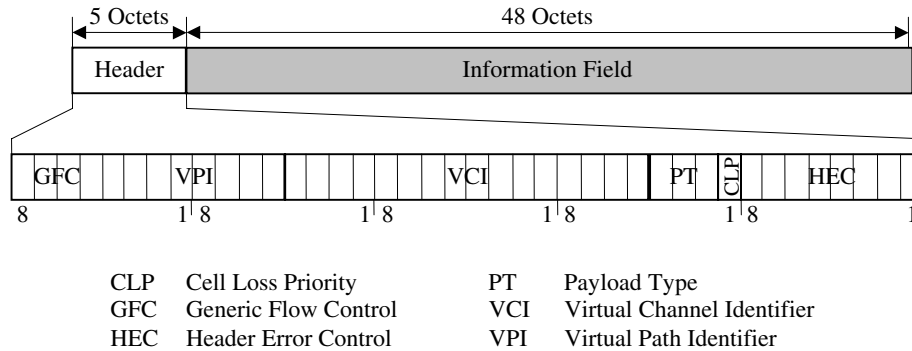 5 Octets 48 Octets
Header Information Field
GFC VPI VCI PT CLP HEC
8 1 8 1 8 1 8 1 8 1
CLP Cell Loss Priority PT Payload Type
GFC Generic Flow Control VCI Virtual Channel Identifier
HEC Header Error Control VPI Virtual Path Identifier